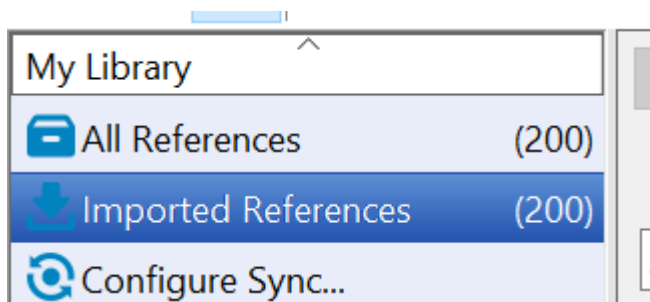 My Library
All References (200)
Imported References (200)
Configure Sync...